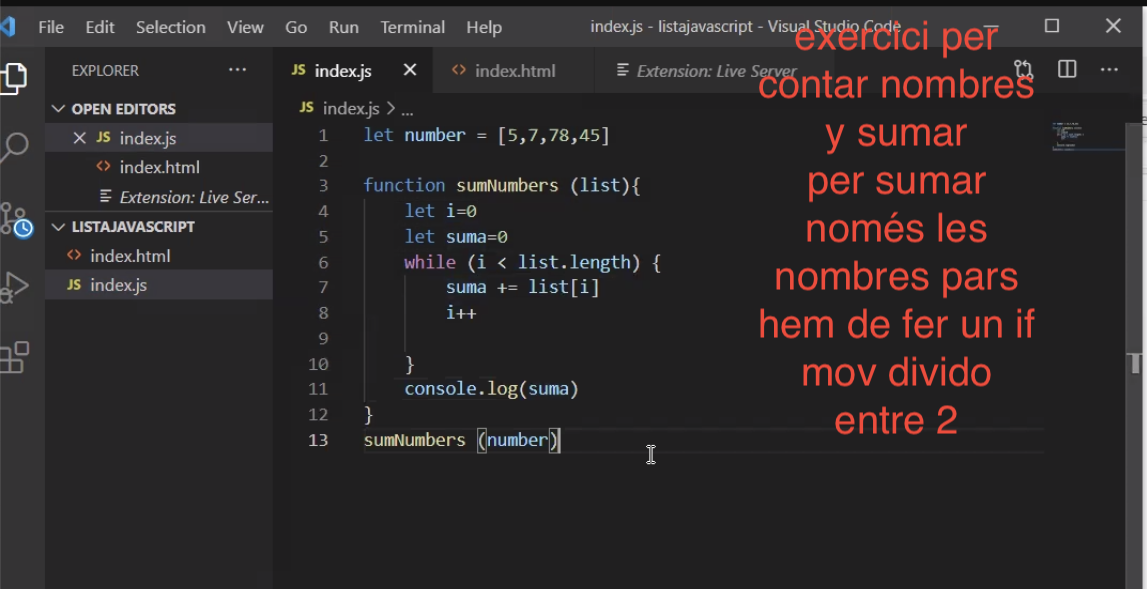 File Edit Selection View Go Run Terminal Help index.js - listajavascript - Visual Studio Code
EXPLORER ...
JS index.js × <> index.html Extension: Live Server ...
OPEN EDITORS
× JS index.js
<> index.html
Extension: Live Ser...
LISTAJAVASCRIPT
<> index.html
JS index.js
JS index.js > ...
1 let number = [5,7,78,45]
2
3 function sumNumbers (list){
4 let i=0
5 let suma=0
6 while (i < list.length) {
7 suma += list[i]
8 i++
9
10 }
11 console.log(suma)
12 }
13 sumNumbers (number)
exercici per
contar nombres
y sumar
per sumar
només les
nombres pars
hem de fer un if
mov divido
entre 2